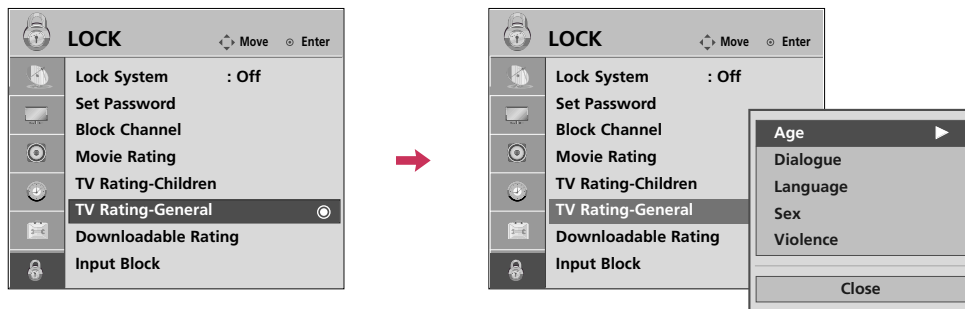 LOCK
Move
Enter
Lock System : Off
Set Password
Block Channel
Movie Rating
TV Rating-Children
TV Rating-General
Downloadable Rating
Input Block
LOCK
Move
Enter
Lock System : Off
Set Password
Block Channel
Movie Rating
TV Rating-Children
TV Rating-General
Downloadable Rating
Input Block
Age
Dialogue
Language
Sex
Violence
Close